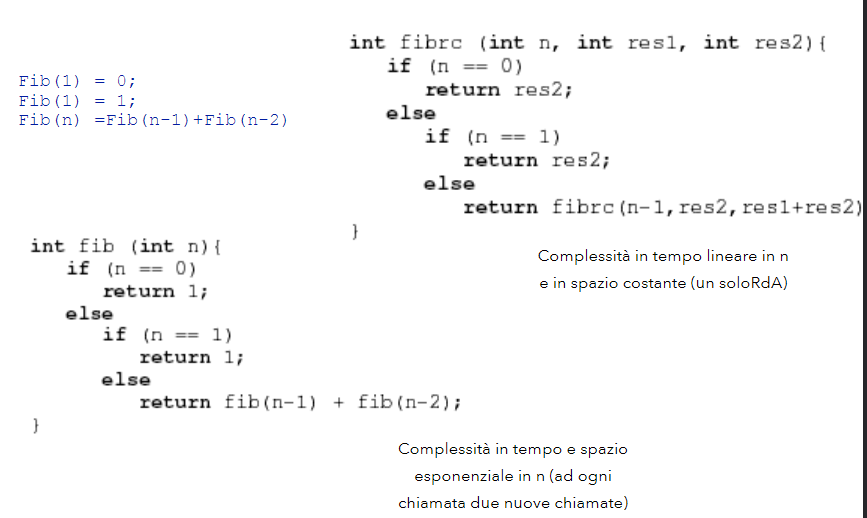 Fib(1) = 0;
Fib(1) = 1;
Fib(n) =Fib(n-1)+Fib(n-2)
int fibrc (int n, int res1, int res2){
if (n == 0)
return res2;
else
if (n == 1)
return res2;
else
return fibrc(n-1,res2,res1+res2)
}
Complessità in tempo lineare in n
e in spazio costante (un soloRdA)
int fib (int n){
if (n == 0)
return 1;
else
if (n == 1)
return 1;
else
return fib(n-1) + fib(n-2);
}
Complessità in tempo e spazio
esponenziale in n (ad ogni
chiamata due nuove chiamate)